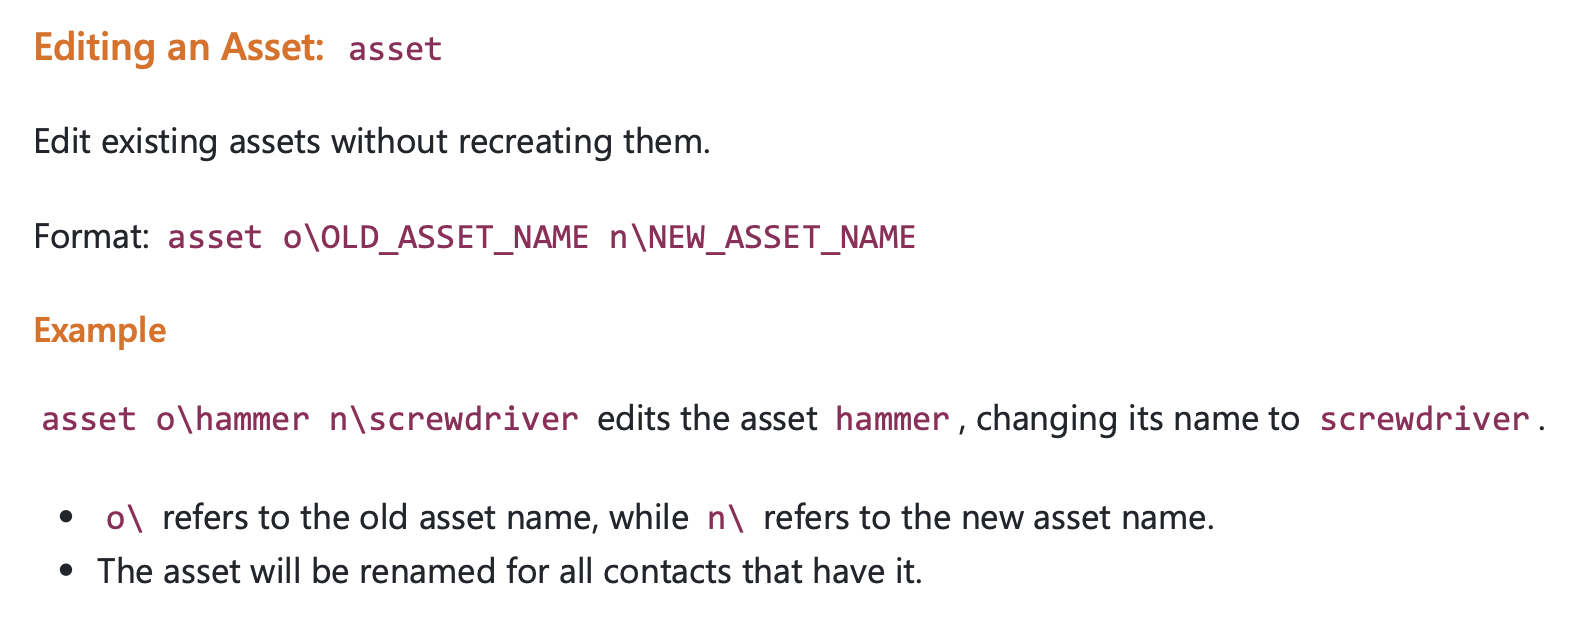 Editing an Asset: asset
Edit existing assets without recreating them.
Format: asset o\OLD_ASSET_NAME n\NEW_ASSET_NAME
Example
asset o\hammer n\screwdriver edits the asset hammer, changing its name to screwdriver.
• o\ refers to the old asset name, while n\ refers to the new asset name.
• The asset will be renamed for all contacts that have it.